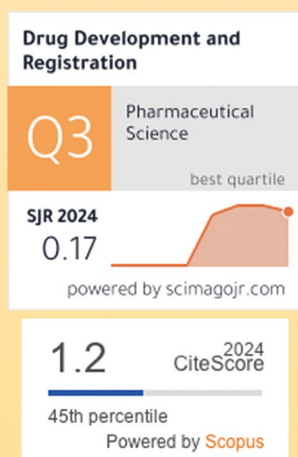 Drug Development and
Registration
Q3
Pharmaceutical
Science
best quartile
SJR 2024
0.17
powered by scimagojr.com
1.2
2024
CiteScore
45th percentile
Powered by Scopus